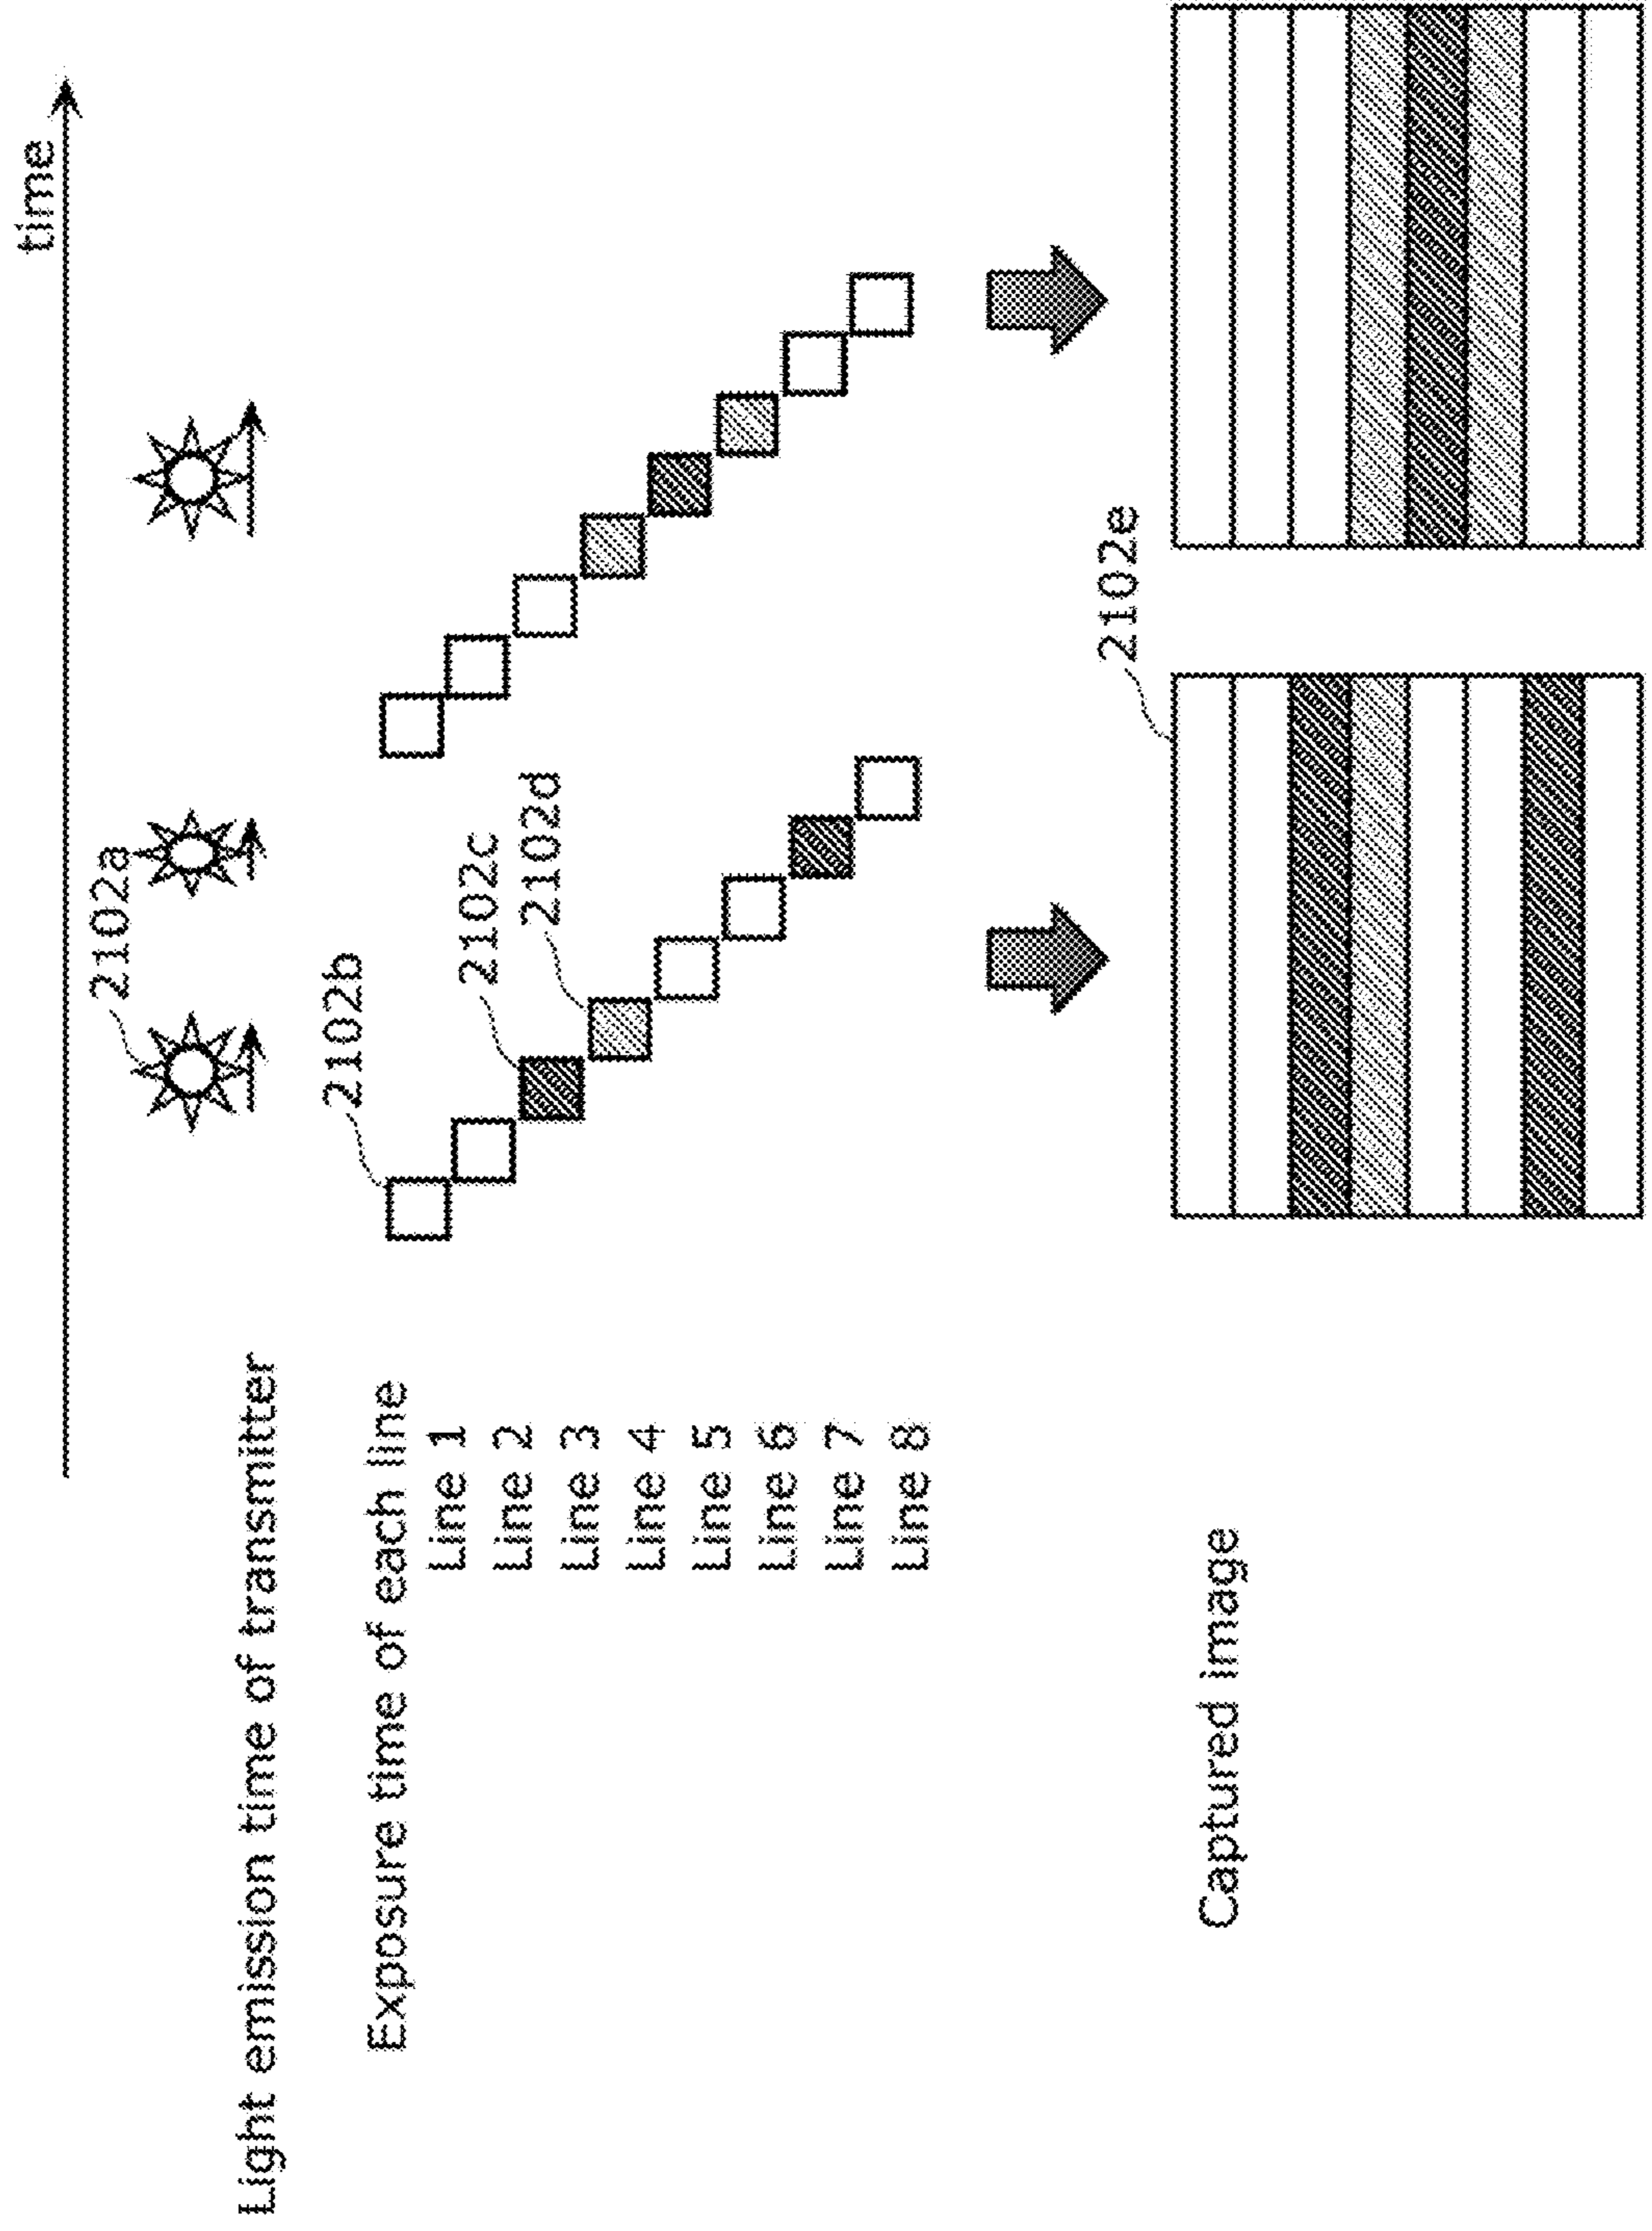 time
2102a
Light emission time of transmitter
2102b
Exposure time of each line
Line 1
Line 2
2102c
Line 3
2102d
Line 4
Line 5
Line 6
Line 7
Line 8
2102e
Captured image